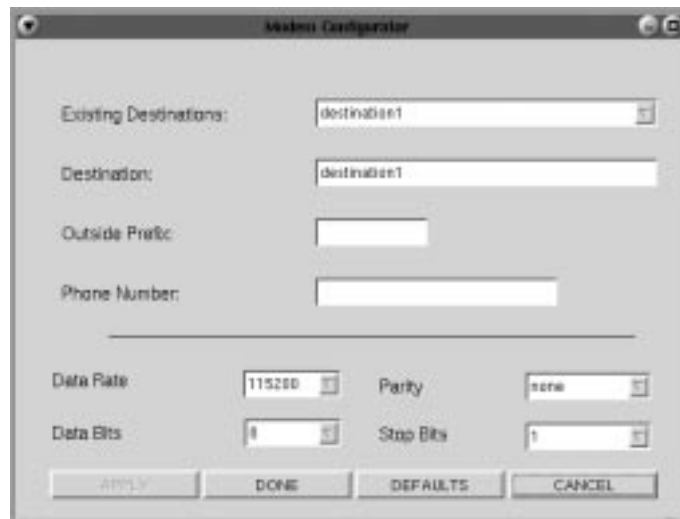 Modem Configurator
Existing Destinations: destination1
Destination: destination1
Outside Prefix:
Phone Number:
Data Rate 115200 Parity none
Data Bits 8 Stop Bits 1
APPLY DONE DEFAULTS CANCEL